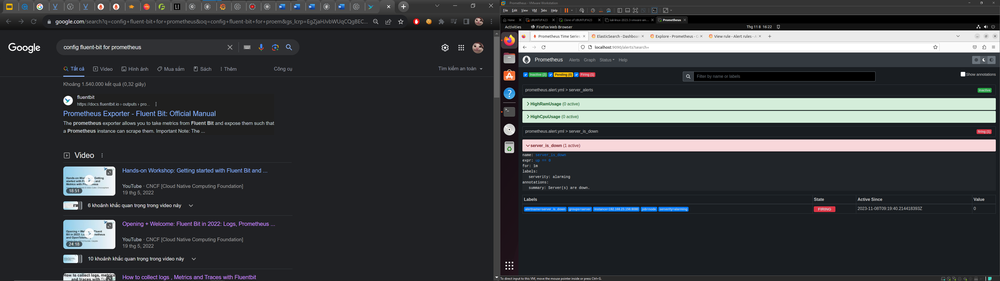 google.com/search?q=config+fluent-bit+for+prometheus&oq=config+fluent-bit+for+proem&gs_lcrp=EgZjaHJvbWUqCQgBEC...
Google
config fluent-bit for prometheus
Tất cả Video Hình ảnh Mua sắm Sách Thêm Công cụ Tìm kiếm an toàn
Khoảng 1.540.000 kết quả (0,32 giây)
fluentbit
https://docs.fluentbit.io › outputs › pro...
Prometheus Exporter - Fluent Bit: Official Manual
The prometheus exporter allows you to take metrics from Fluent Bit and expose them such that
a Prometheus instance can scrape them. Important Note: The ...
Video
Hands-on Workshop: Getting started with Fluent Bit and ...
18:51
YouTube · CNCF [Cloud Native Computing Foundation]
19 thg 5, 2022
6 khoảnh khắc quan trọng trong video này
Opening + Welcome: Fluent Bit in 2022: Logs, Prometheus ...
24:18
YouTube · CNCF [Cloud Native Computing Foundation]
19 thg 5, 2022
10 khoảnh khắc quan trọng trong video này
How to collect logs, metrics
and traces with
How to collect logs , Metrics and Traces with Fluentbit
Prometheus - VMware Workstation
File Edit View VM Tabs Help
Home UBUNTUFA23 Clone of UBUNTUFA23 kali-linux-2023.3-vmware-am... Prometheus
Activities Firefox Web Browser Thg 11 8 16:22
Prometheus Time Series ElasticSearch - Dashboar Explore - Prometheus - G View rule - Alert rules - A
localhost:9090/alerts?search=
Prometheus Alerts Graph Status Help
Inactive (2) Pending (0) Firing (1) Filter by name or labels Show annotations
prometheus.alert.yml > server_alerts inactive
HighRamUsage (0 active)
HighCpuUsage (0 active)
prometheus.alert.yml > server_is_down firing (1)
server_is_down (1 active)
name: server_is_down
expr: up == 0
for: 1m
labels:
serverity: alarming
annotations:
summary: Server(s) are down.
Labels State Active Since Value
alertname=server_is_down groups=server instance=192.168.23.156:8080 job=node serverity=alarming FIRING 2023-11-08T09:19:40.214418393Z 0
To direct input to this VM, move the mouse pointer inside or press Ctrl+G.